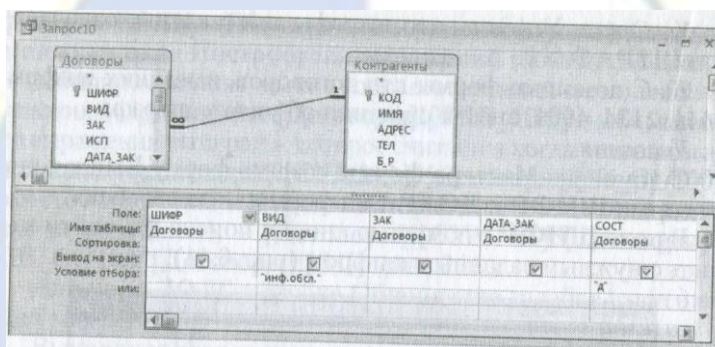 Запрос10
Договоры
ШИФР
ВИД
ЗАК
ИСП
ДАТА_ЗАК
∞
1
Контрагенты
*
КОД
ИМЯ
АДРЕС
ТЕЛ
Б_Р
Поле: ШИФР ВИД ЗАК ДАТА_ЗАК СОСТ
Имя таблицы: Договоры Договоры Договоры Договоры Договоры
Сортировка:
Вывод на экран:
Условие отбора: "инф.обсл."
или: "д"